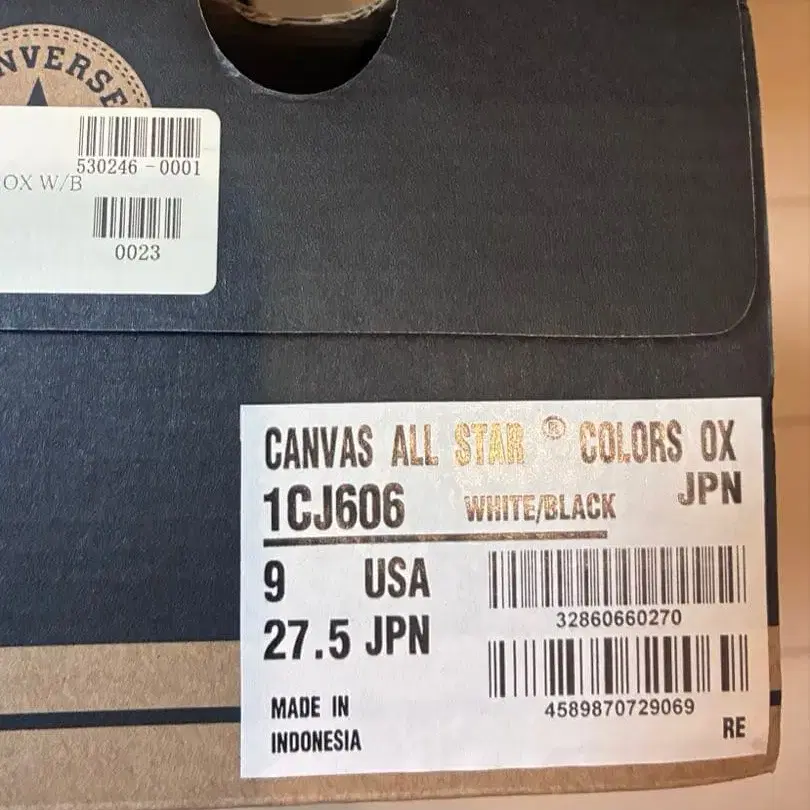 NVERSE
530246-0001
OX W/B
0023
CANVAS ALL STAR ® COLORS OX
1CJ606 WHITE/BLACK JPN
9 USA
27.5 JPN
32860660270
4589870729069
MADE IN
INDONESIA
RE